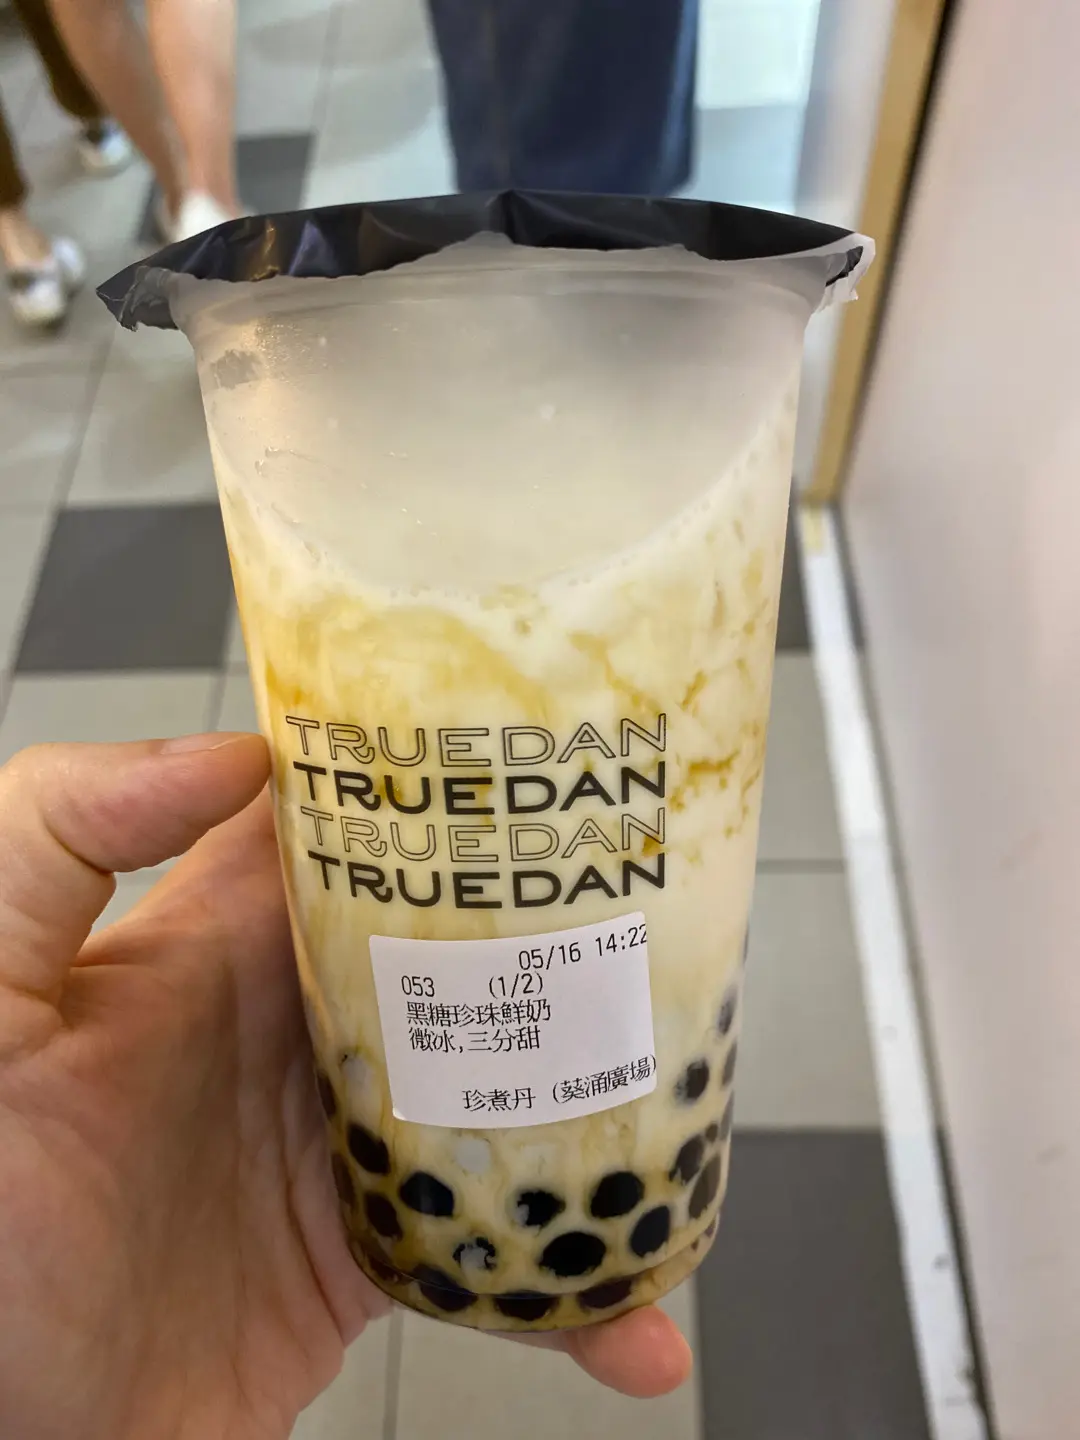 TRUEDAN
TRUEDAN
TRUEDAN
TRUEDAN
05/16 14:22
053 (1/2)
黑糖珍珠鮮奶
微冰,三分甜
珍煮丹 (葵涌廣場)